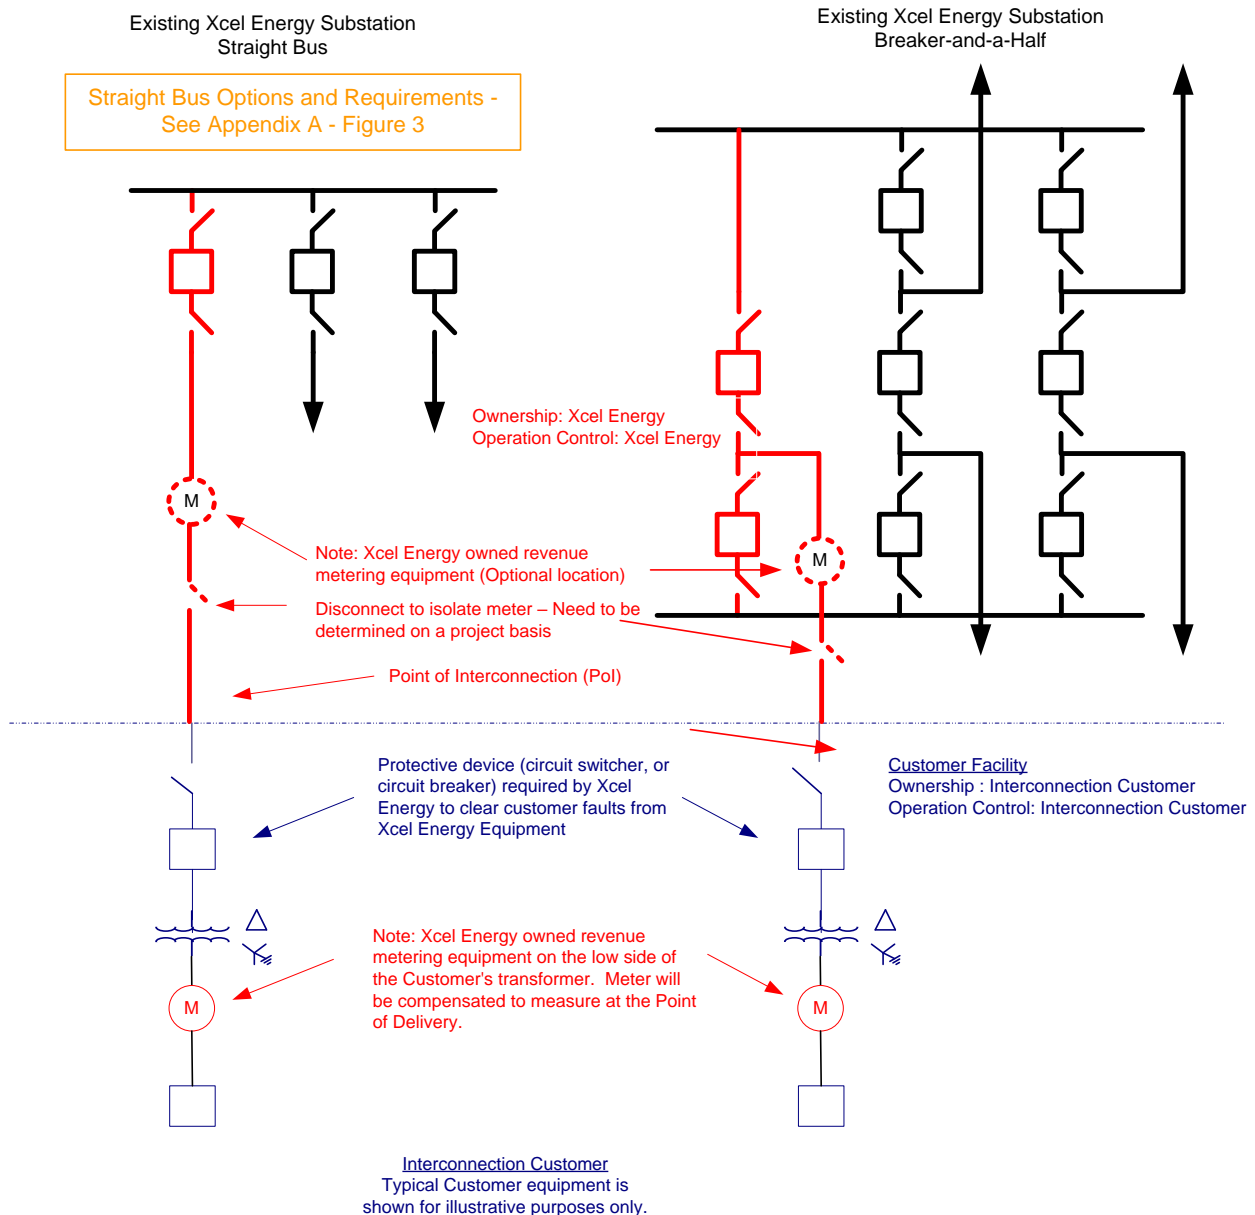 Existing Xcel Energy Substation
Straight Bus
Existing Xcel Energy Substation
Breaker-and-a-Half
Straight Bus Options and Requirements -
See Appendix A - Figure 3
Ownership: Xcel Energy
Operation Control: Xcel Energy
M
M
Note: Xcel Energy owned revenue
metering equipment (Optional location)
Disconnect to isolate meter – Need to be
determined on a project basis
Point of Interconnection (PoI)
Protective device (circuit switcher, or
circuit breaker) required by Xcel
Energy to clear customer faults from
Xcel Energy Equipment
Customer Facility
Ownership : Interconnection Customer
Operation Control: Interconnection Customer
Note: Xcel Energy owned revenue
metering equipment on the low side of
the Customer's transformer.  Meter will
be compensated to measure at the Point
of Delivery.
M
M
Interconnection Customer
Typical Customer equipment is
shown for illustrative purposes only.